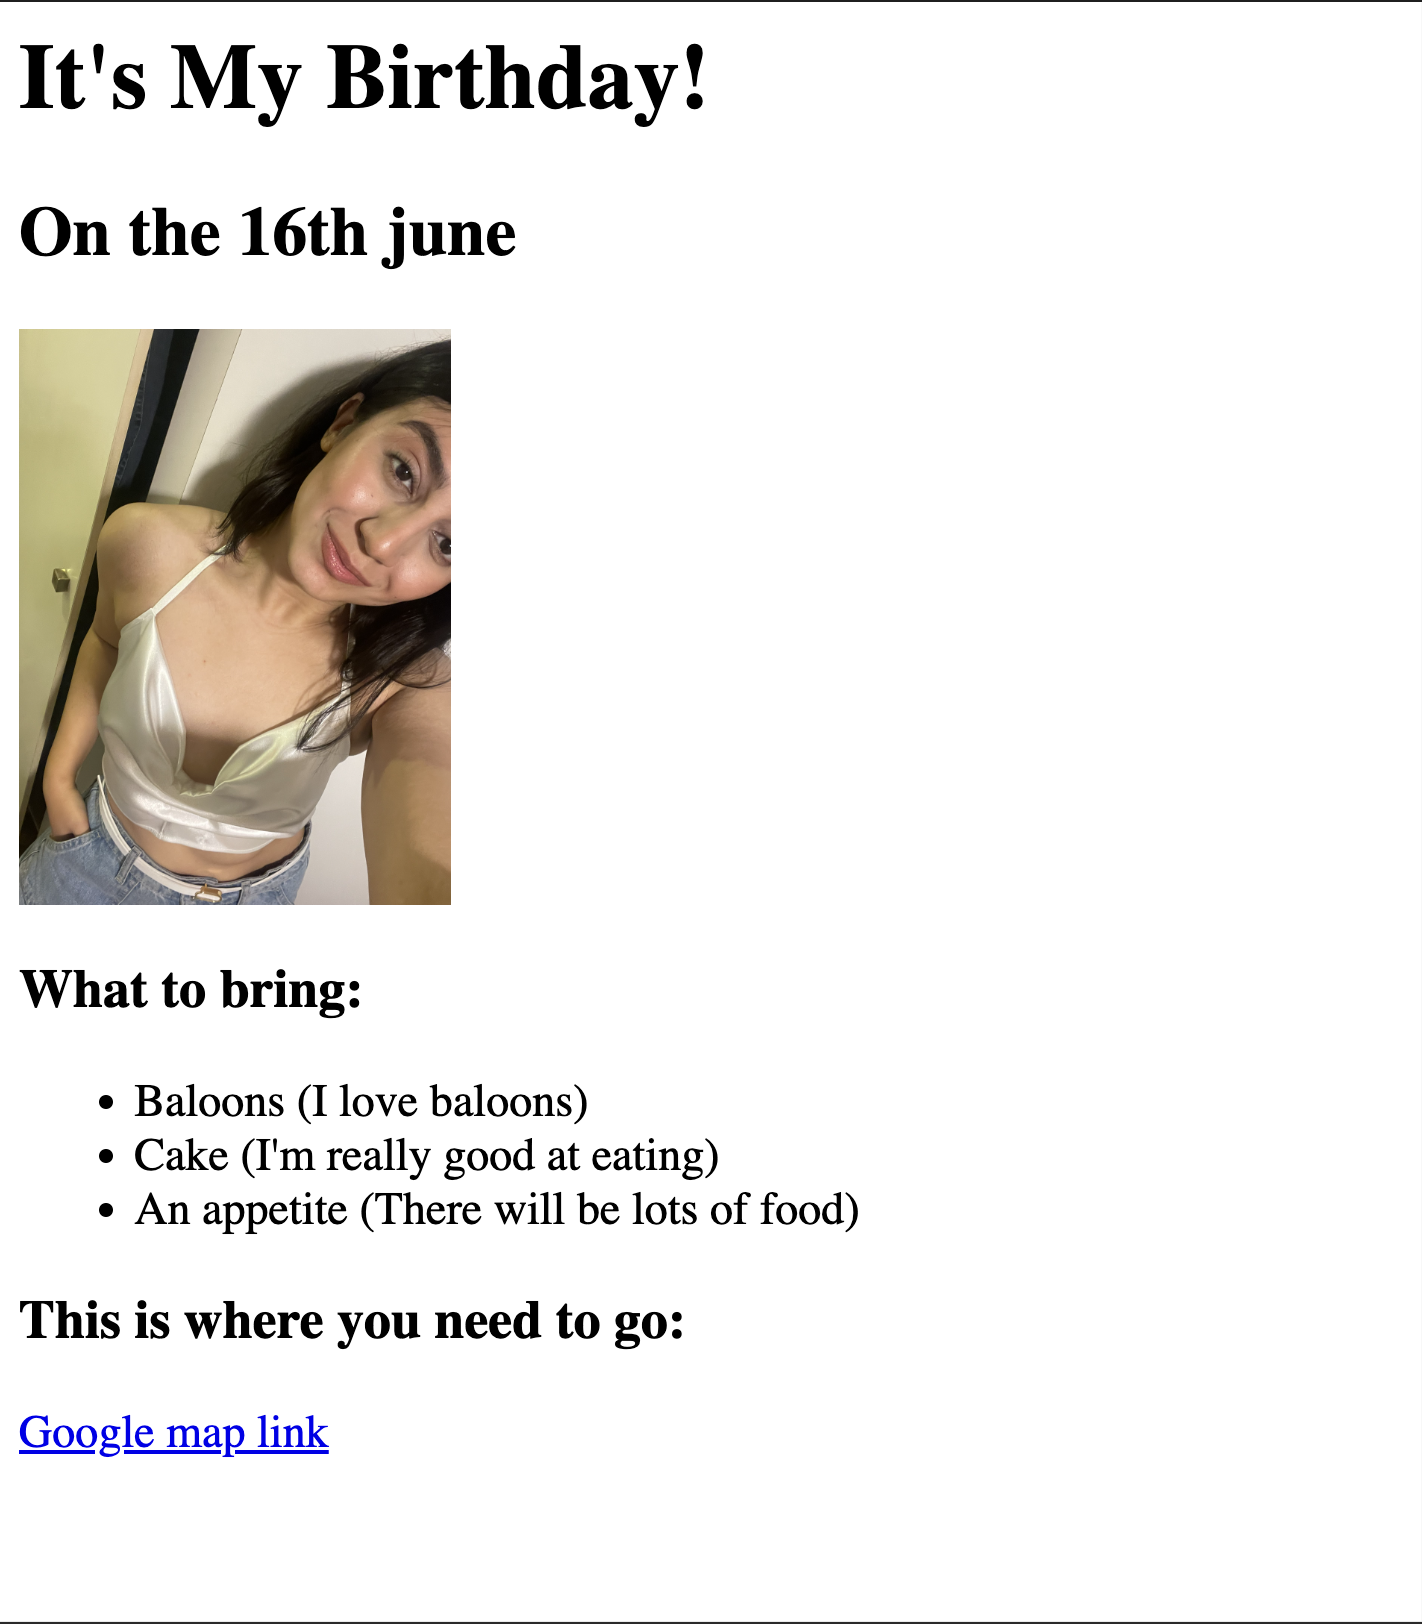 It's My Birthday!
On the 16th june
What to bring:
Baloons (I love baloons)
Cake (I'm really good at eating)
An appetite (There will be lots of food)
This is where you need to go:
Google map link